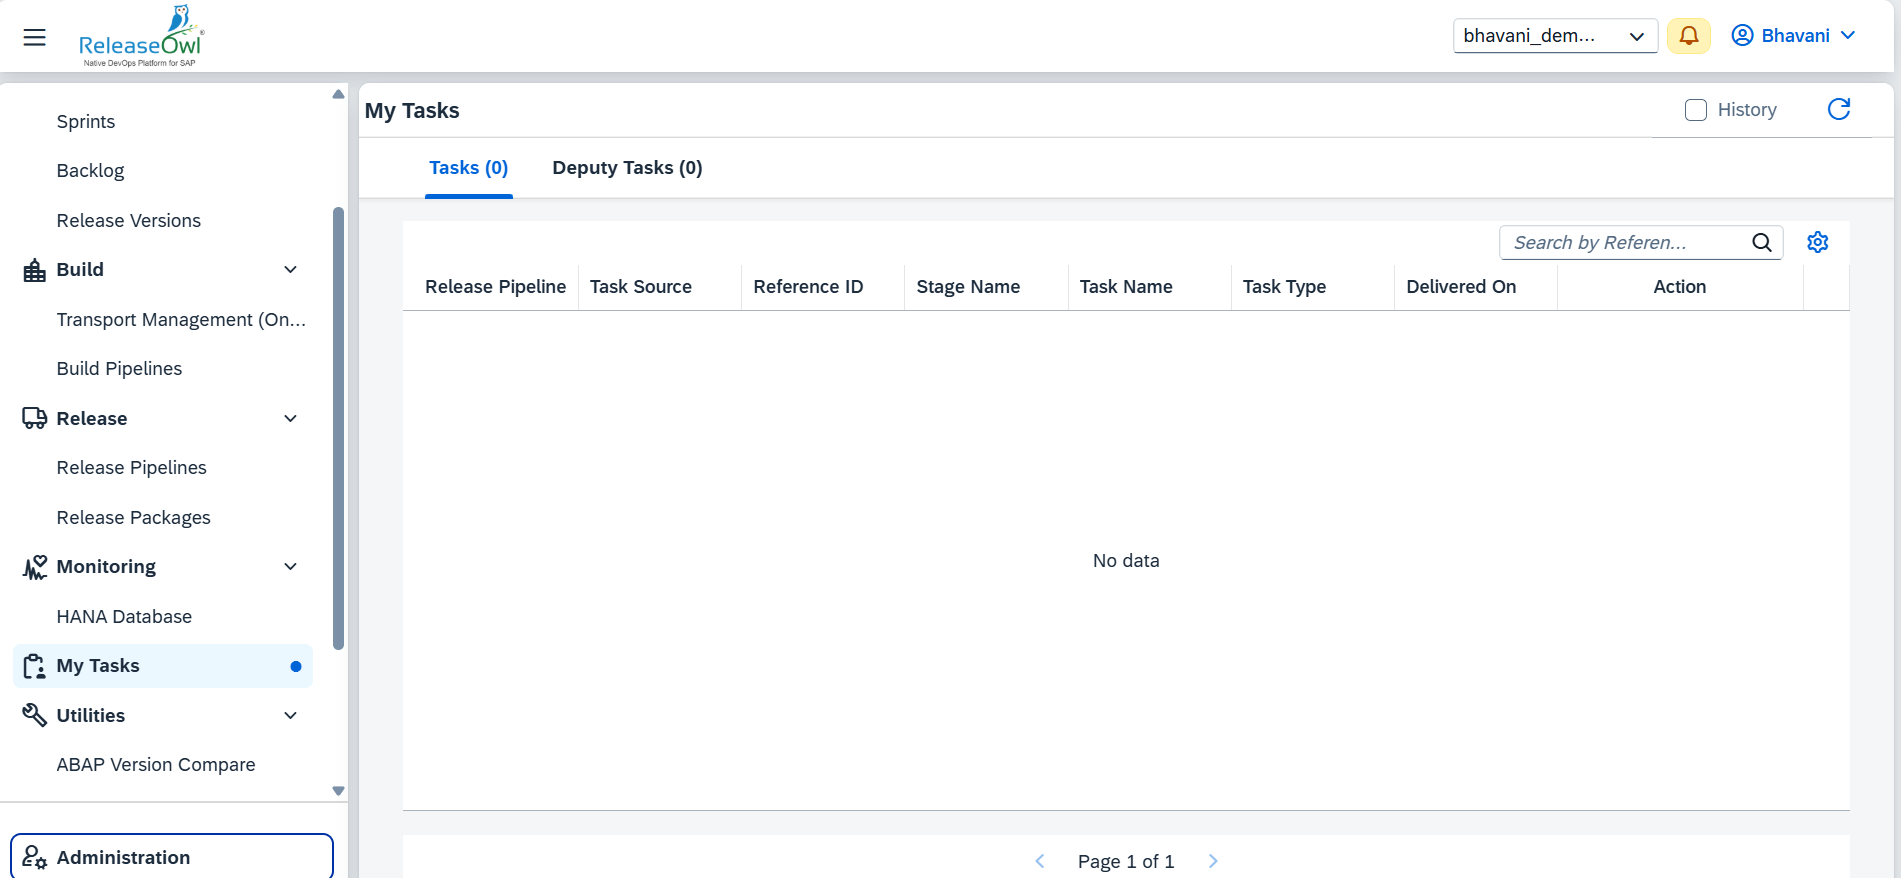 ReleaseOwl®
Native DevOps Platform for SAP
bhavani_dem...
Bhavani
Sprints
Backlog
Release Versions
Build
Transport Management (On...
Build Pipelines
Release
Release Pipelines
Release Packages
Monitoring
HANA Database
My Tasks
Utilities
ABAP Version Compare
Administration
My Tasks
History
Tasks (0)
Deputy Tasks (0)
Search by Referen...
Release Pipeline
Task Source
Reference ID
Stage Name
Task Name
Task Type
Delivered On
Action
No data
Page 1 of 1